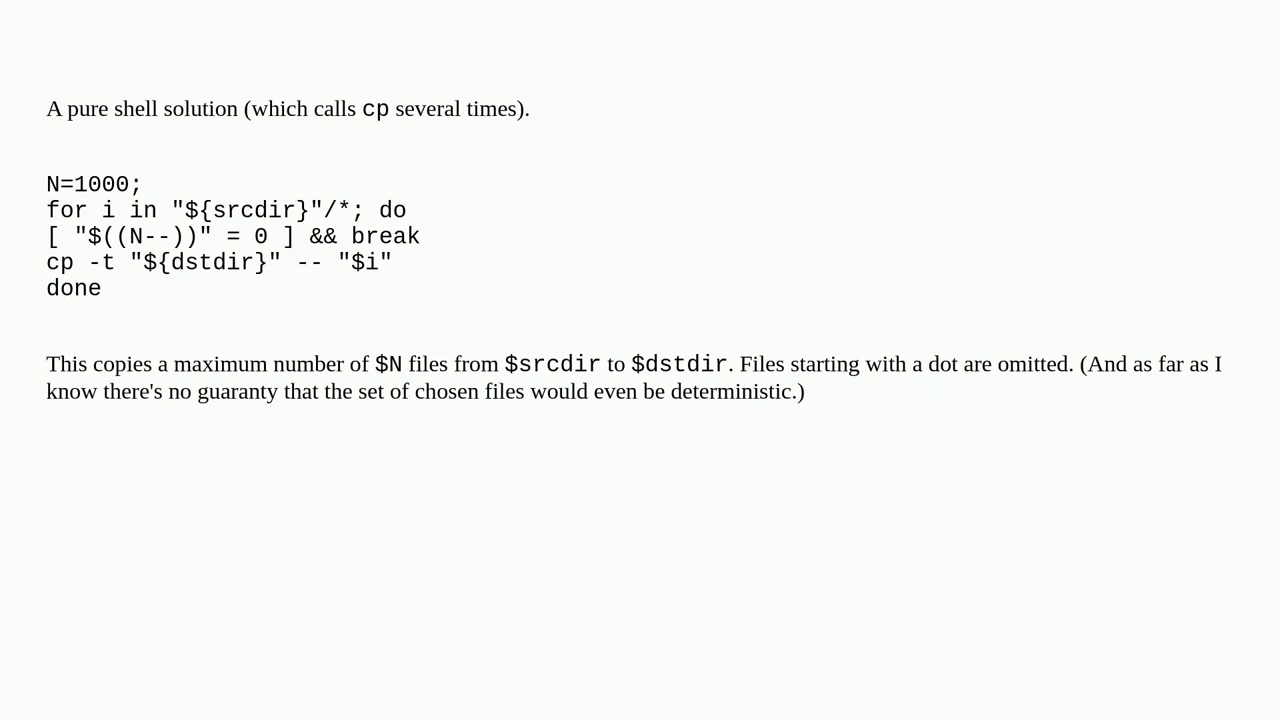 A pure shell solution (which calls cp several times).
N=1000;
for i in "${srcdir}"/*; do
[ "$((N--))" = 0 ] && break
cp -t "${dstdir}" -- "$i"
done
This copies a maximum number of $N files from $srcdir to $dstdir. Files starting with a dot are omitted. (And as far as I
know there's no guaranty that the set of chosen files would even be deterministic.)